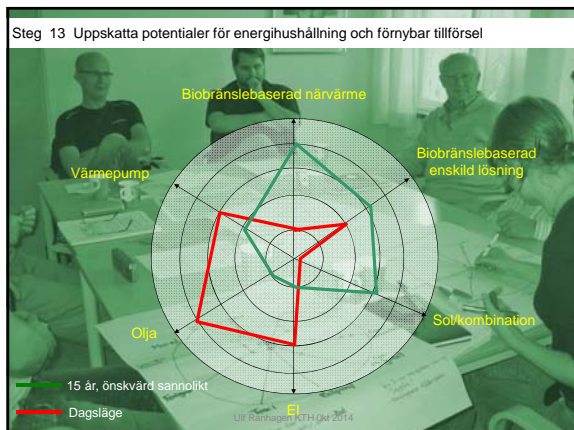 Steg 13 Uppskatta potentialer för energihushållning och förnybar tillförsel
Biobränslebaserad närvärme
Biobränslebaserad
enskild lösning
Värmepump
Sol/kombination
Olja
El
15 år, önskvärd sannolikt
Dagsläge
Ulf Ranhagen KTH 0kt 2014